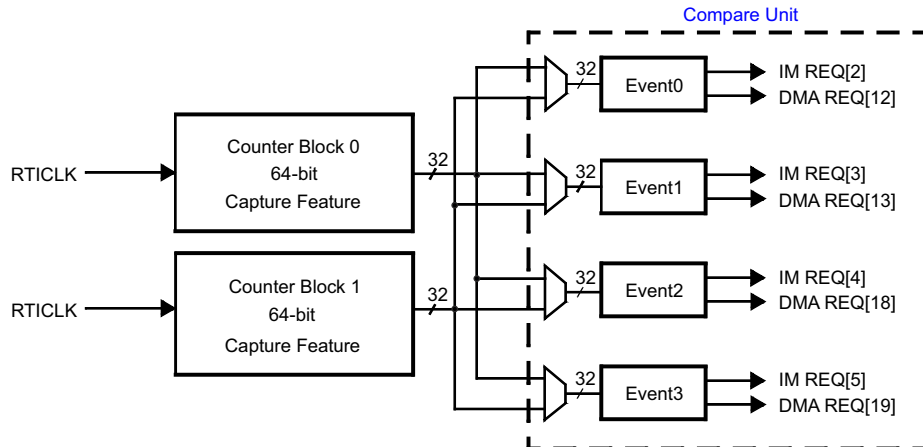 Compare Unit
32
Event0
IM REQ[2]
DMA REQ[12]
RTICLK
Counter Block 0
64-bit
Capture Feature
32
32
Event1
IM REQ[3]
DMA REQ[13]
RTICLK
Counter Block 1
64-bit
Capture Feature
32
32
Event2
IM REQ[4]
DMA REQ[18]
32
Event3
IM REQ[5]
DMA REQ[19]